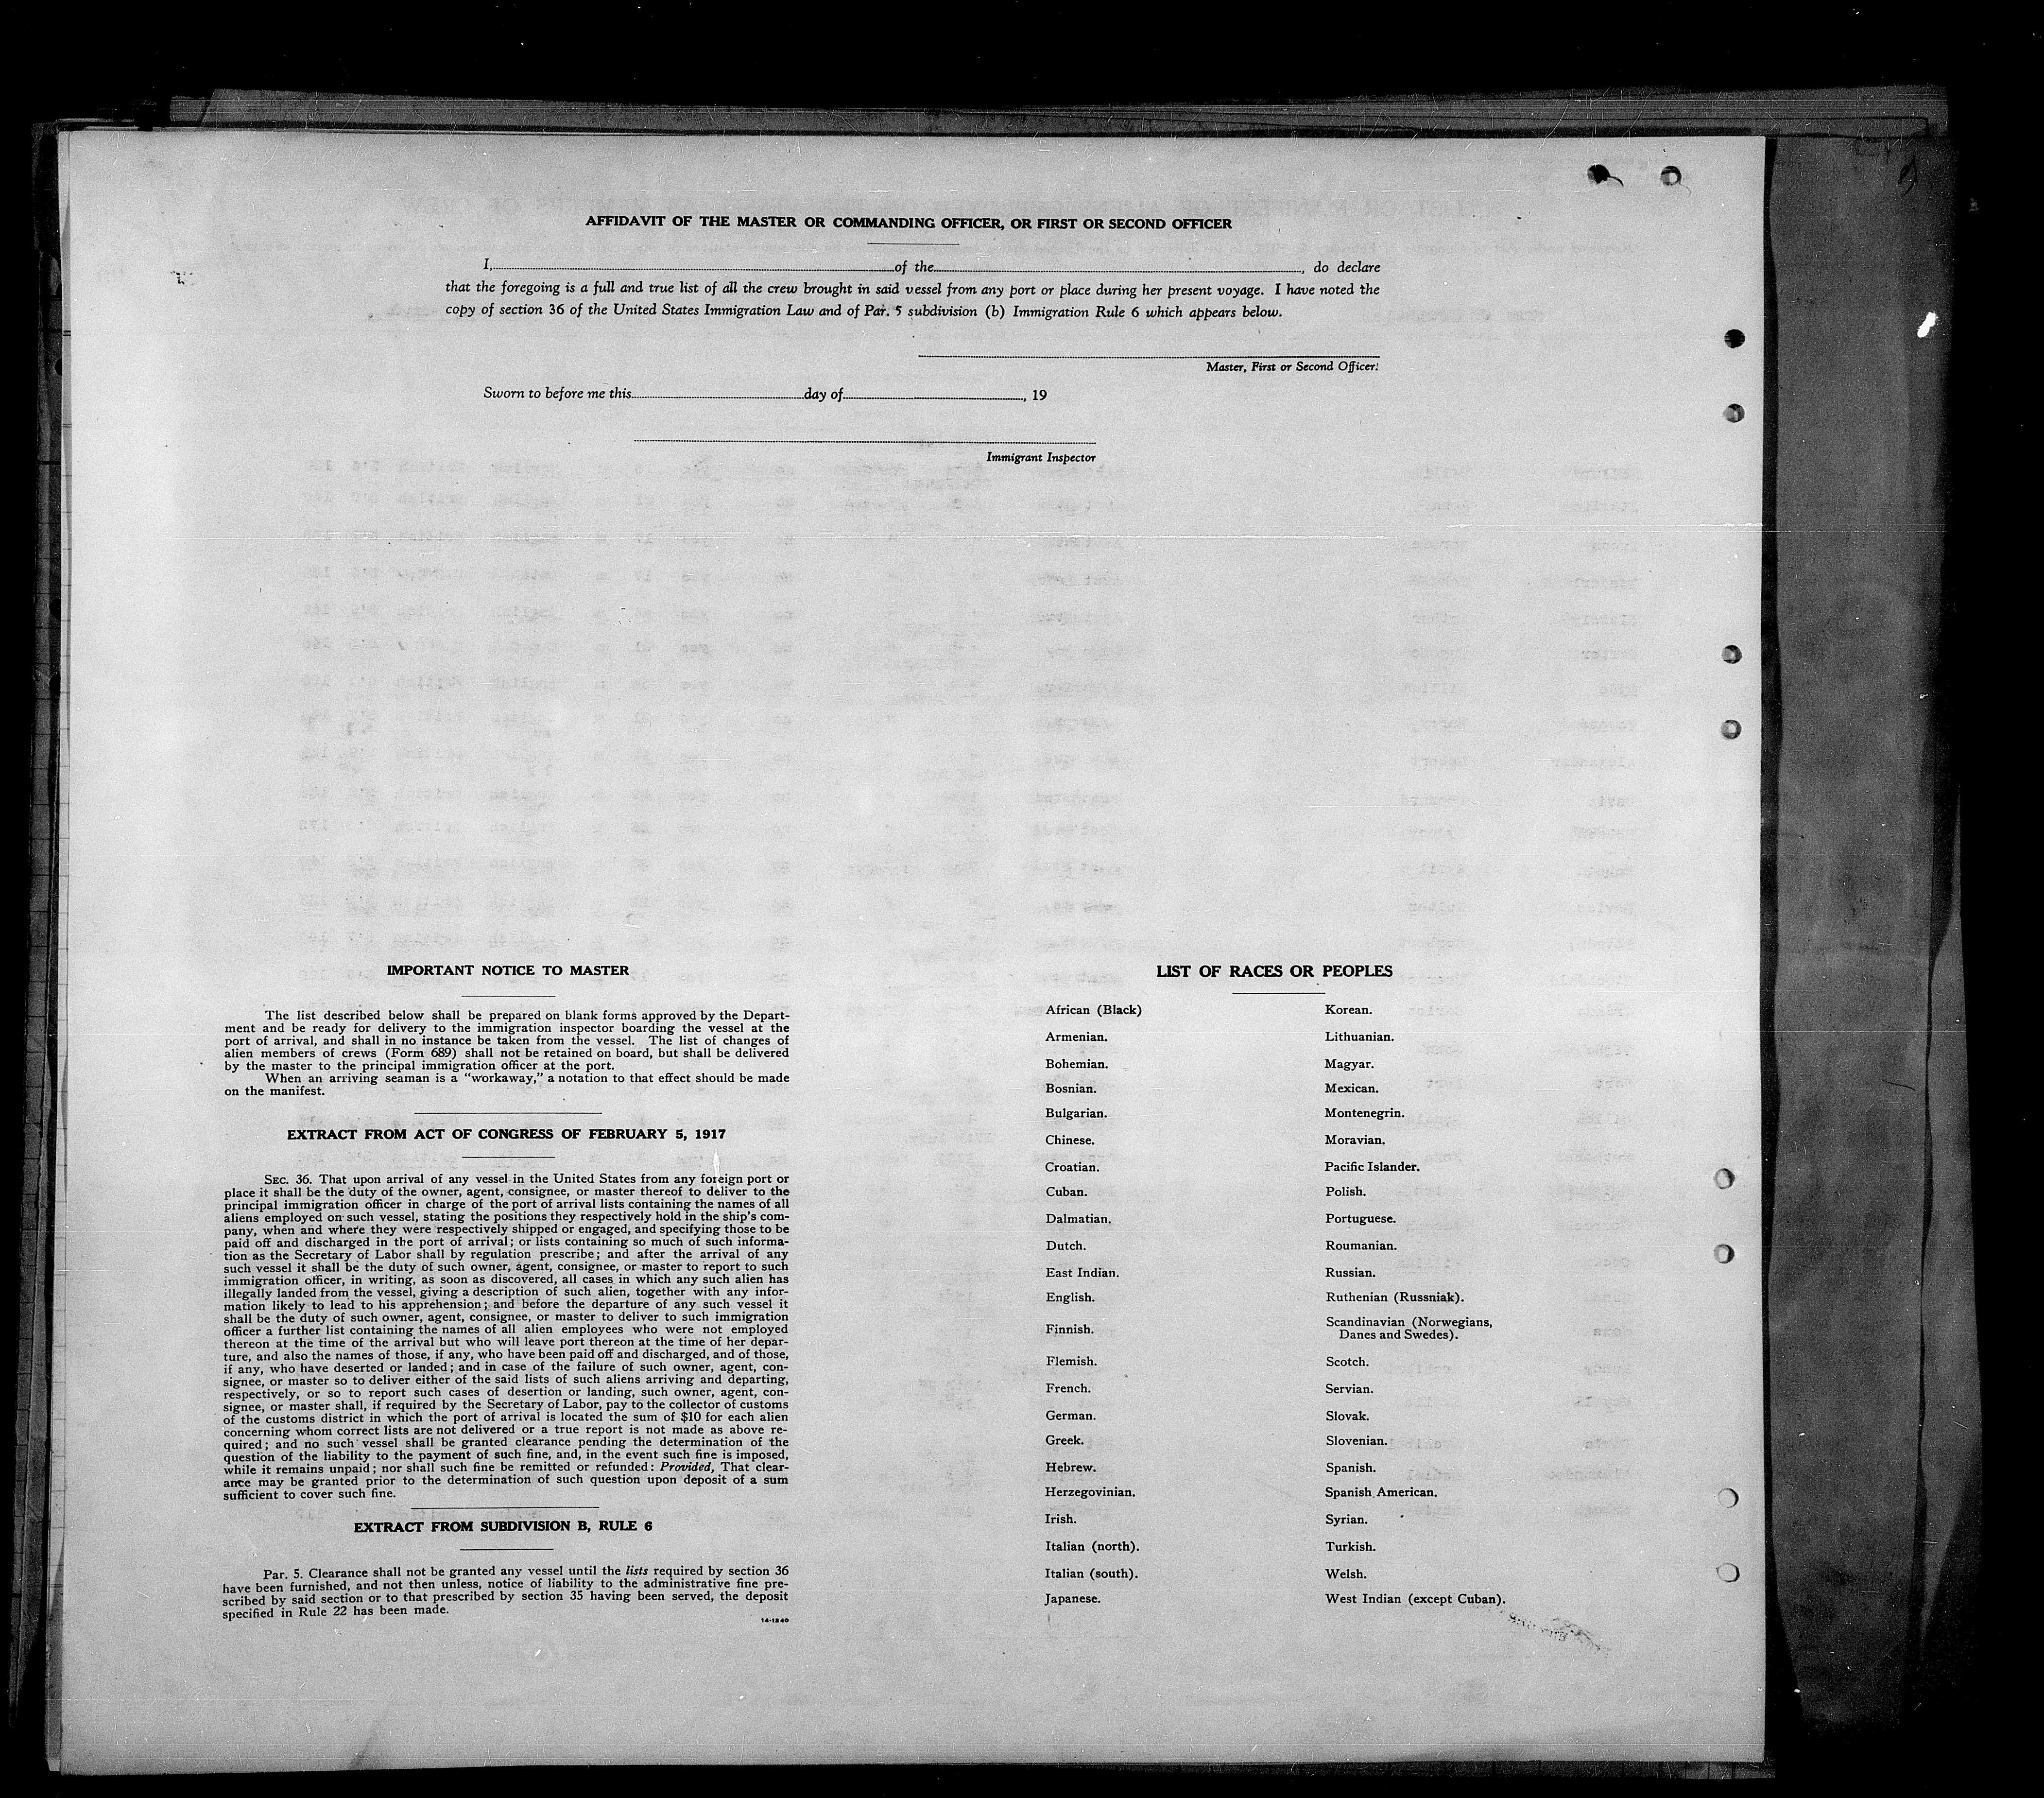 AFFIDAVIT OF THE MASTER OR COMMANDING OFFICER, OR FIRST OR SECOND OFFICER
I, of the , do declare
that the foregoing is a full and true list of all the crew brought in said vessel from any port or place during her present voyage. I have noted the
copy of section 36 of the United States Immigration Law and of Par. 5 subdivision (b) Immigration Rule 6 which appears below.
Master, First or Second Officer.
Sworn to before me this day of , 19
Immigrant Inspector
IMPORTANT NOTICE TO MASTER
The list described below shall be prepared on blank forms approved by the Depart-
ment and be ready for delivery to the immigration inspector boarding the vessel at the
port of arrival, and shall in no instance be taken from the vessel. The list of changes of
alien members of crews (Form 689) shall not be retained on board, but shall be delivered
by the master to the principal immigration officer at the port.
When an arriving seaman is a “workaway,” a notation to that effect should be made
on the manifest.
EXTRACT FROM ACT OF CONGRESS OF FEBRUARY 5, 1917
SEC. 36. That upon arrival of any vessel in the United States from any foreign port or
place it shall be the duty of the owner, agent, consignee, or master thereof to deliver to the
principal immigration officer in charge of the port of arrival lists containing the names of all
aliens employed on such vessel, stating the positions they respectively hold in the ship's com-
pany, when and where they were respectively shipped or engaged, and specifying those to be
paid off and discharged in the port of arrival; or lists containing so much of such informa-
tion as the Secretary of Labor shall by regulation prescribe; and after the arrival of any
such vessel it shall be the duty of such owner, agent, consignee, or master to report to such
immigration officer, in writing, as soon as discovered, all cases in which any such alien has
illegally landed from the vessel, giving a description of such alien, together with any infor-
mation likely to lead to his apprehension; and before the departure of any such vessel it
shall be the duty of such owner, agent, consignee, or master to deliver to such immigration
officer a further list containing the names of all alien employees who were not employed
thereon at the time of the arrival but who will leave port thereon at the time of her depar-
ture, and also the names of those, if any, who have been paid off and discharged, and of those,
if any, who have deserted or landed; and in case of the failure of such owner, agent, con-
signee, or master so to deliver either of the said lists of such aliens arriving and departing,
respectively, or so to report such cases of desertion or landing, such owner, agent, con-
signee, or master shall, if required by the Secretary of Labor, pay to the collector of customs
of the customs district in which the port of arrival is located the sum of $10 for each alien
concerning whom correct lists are not delivered or a true report is not made as above re-
quired; and no such vessel shall be granted clearance pending the determination of the
question of the liability to the payment of such fine, and, in the event such fine is imposed,
while it remains unpaid; nor shall such fine be remitted or refunded: Provided, That clear-
ance may be granted prior to the determination of such question upon deposit of a sum
sufficient to cover such fine.
EXTRACT FROM SUBDIVISION B, RULE 6
Par. 5. Clearance shall not be granted any vessel until the lists required by section 36
have been furnished, and not then unless, notice of liability to the administrative fine pre-
scribed by said section or to that prescribed by section 35 having been served, the deposit
specified in Rule 22 has been made.
14-1240
LIST OF RACES OR PEOPLES
African (Black)
Armenian.
Bohemian.
Bosnian.
Bulgarian.
Chinese.
Croatian.
Cuban.
Dalmatian.
Dutch.
East Indian.
English.
Finnish.
Flemish.
French.
German.
Greek.
Hebrew.
Herzegovinian.
Irish.
Italian (north).
Italian (south).
Japanese.
Korean.
Lithuanian.
Magyar.
Mexican.
Montenegrin.
Moravian.
Pacific Islander.
Polish.
Portuguese.
Roumanian.
Russian.
Ruthenian (Russniak).
Scandinavian (Norwegians,
Danes and Swedes).
Scotch.
Servian.
Slovak.
Slovenian.
Spanish.
Spanish American.
Syrian.
Turkish.
Welsh.
West Indian (except Cuban).